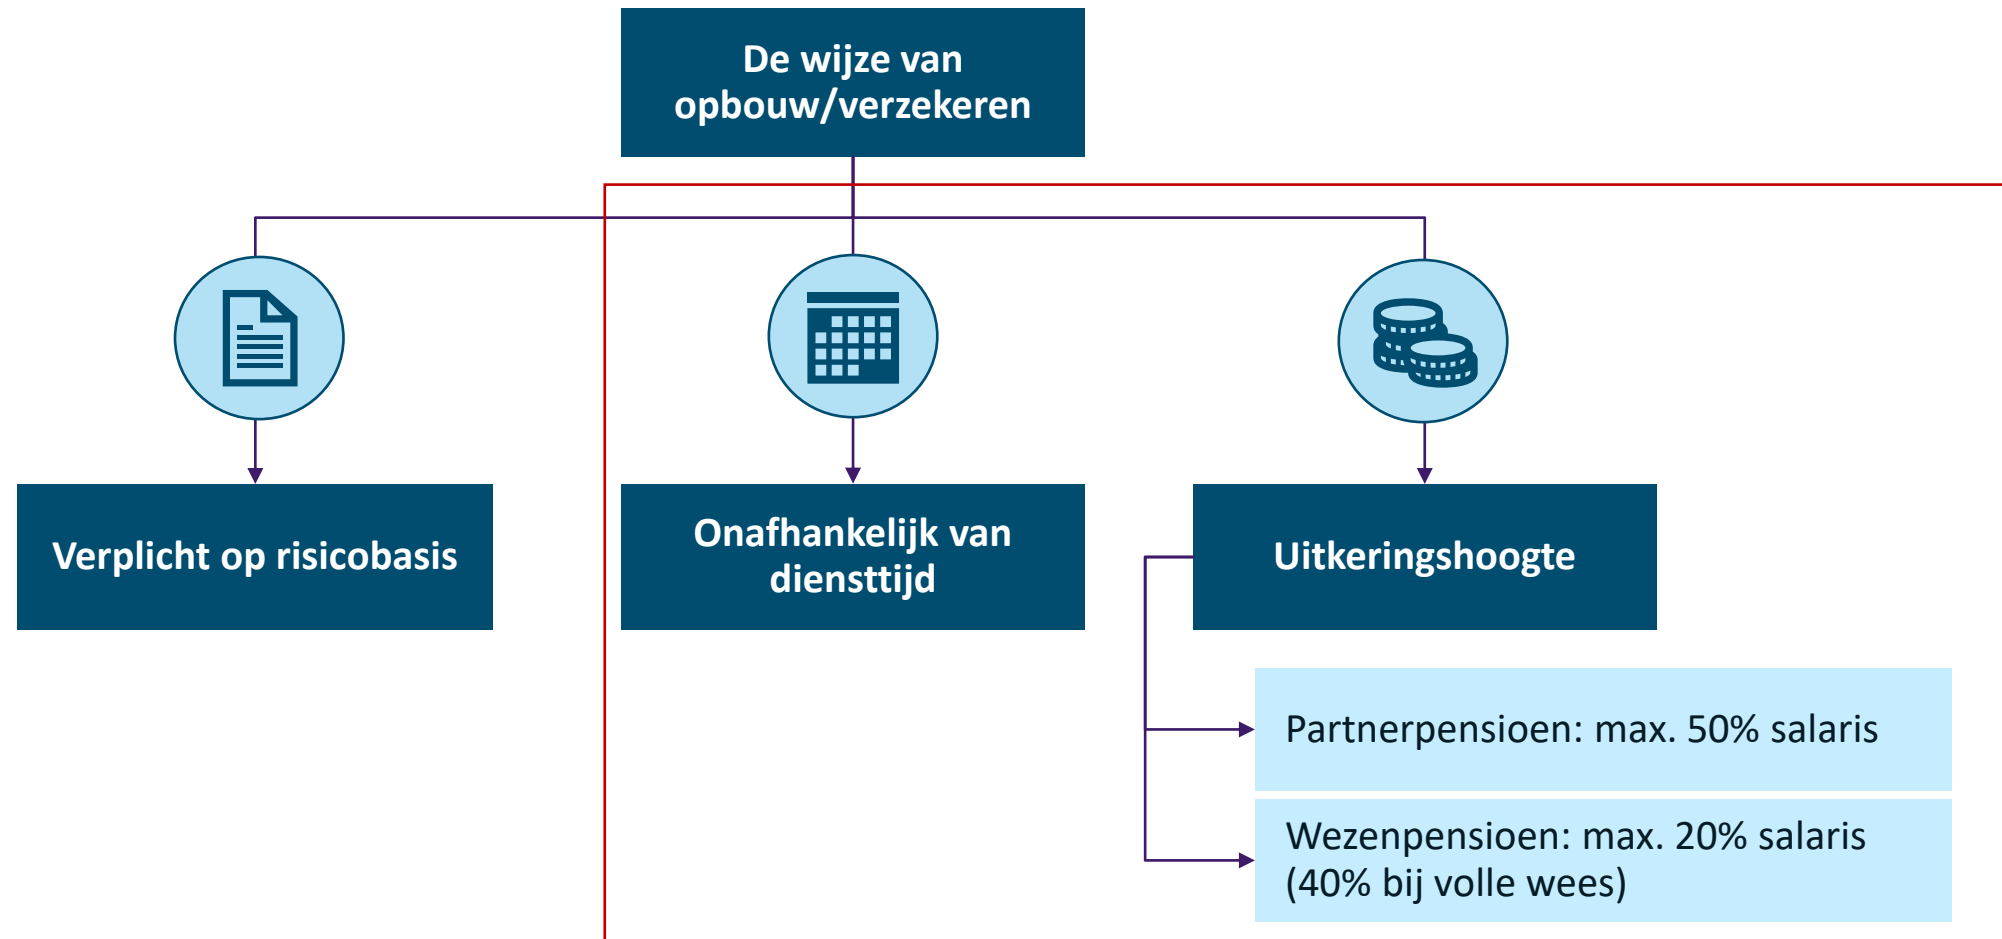 De wijze van
opbouw/verzekeren
Verplicht op risicobasis
Onafhankelijk van
diensttijd
Uitkeringshoogte
Partnerpensioen: max. 50% salaris
Wezenpensioen: max. 20% salaris
(40% bij volle wees)